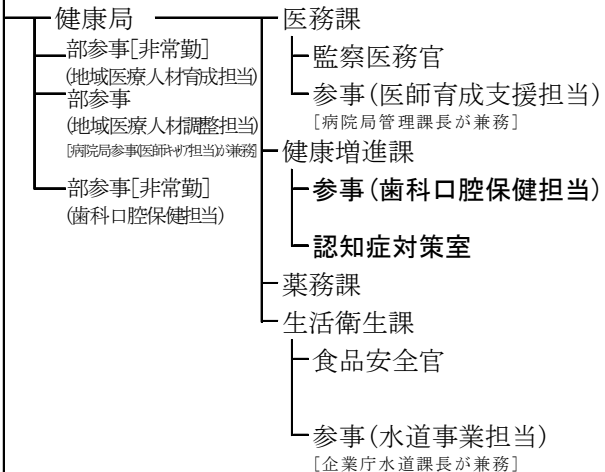 健康局
部参事[非常勤]
(地域医療人材育成担当)
部参事
(地域医療人材調整担当)
[病院局参事(医師ｷｬﾘｱ担当)が兼務]
部参事[非常勤]
(歯科口腔保健担当)
医務課
監察医務官
参事(医師育成支援担当)
[病院局管理課長が兼務]
健康増進課
参事(歯科口腔保健担当)
認知症対策室
薬務課
生活衛生課
食品安全官
参事(水道事業担当)
[企業庁水道課長が兼務]